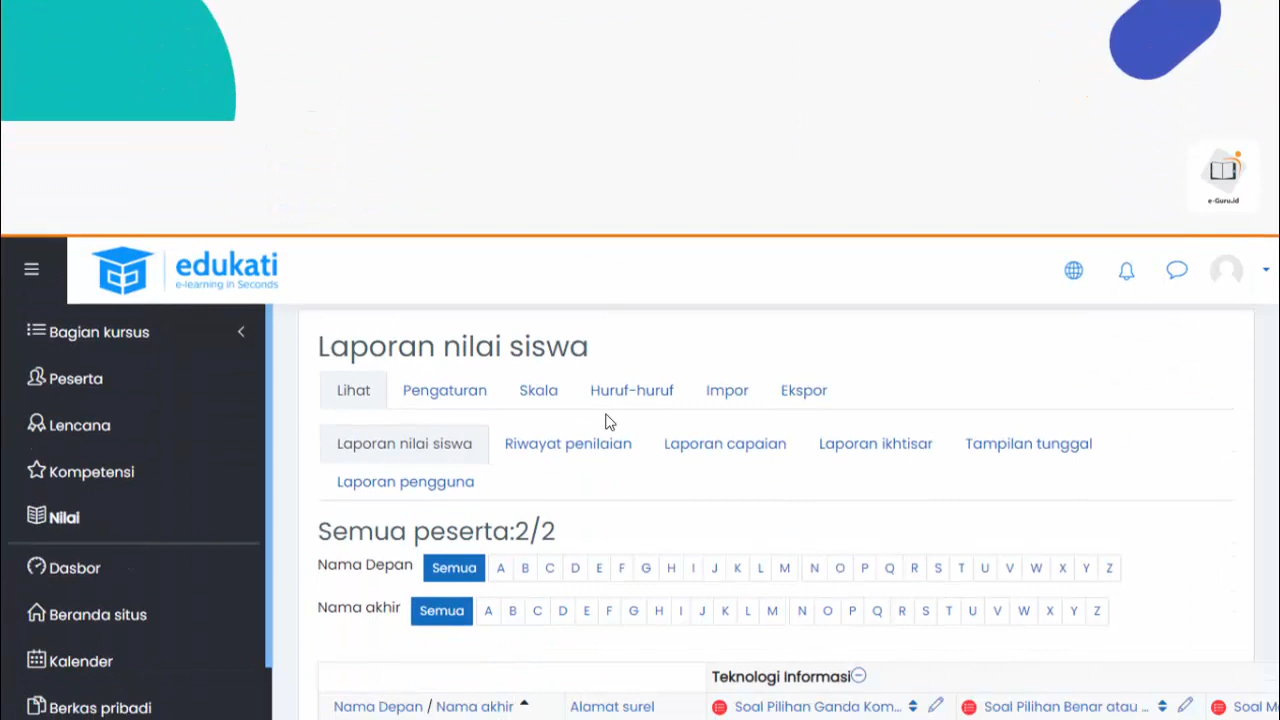 e-Guru.id
edukati
e-learning in Seconds
Bagian kursus
Peserta
Lencana
Kompetensi
Nilai
Dasbor
Beranda situs
Kalender
Berkas pribadi
Laporan nilai siswa
Lihat Pengaturan Skala Huruf-huruf Impor Ekspor
Laporan nilai siswa Riwayat penilaian Laporan capaian Laporan ikhtisar Tampilan tunggal
Laporan pengguna
Semua peserta:2/2
Nama Depan Semua A B C D E F G H I J K L M N O P Q R S T U V W X Y Z
Nama akhir Semua A B C D E F G H I J K L M N O P Q R S T U V W X Y Z
Teknologi Informasi
Nama Depan / Nama akhir Alamat surel Soal Pilihan Ganda Kom... Soal Pilihan Benar atau ... Soal